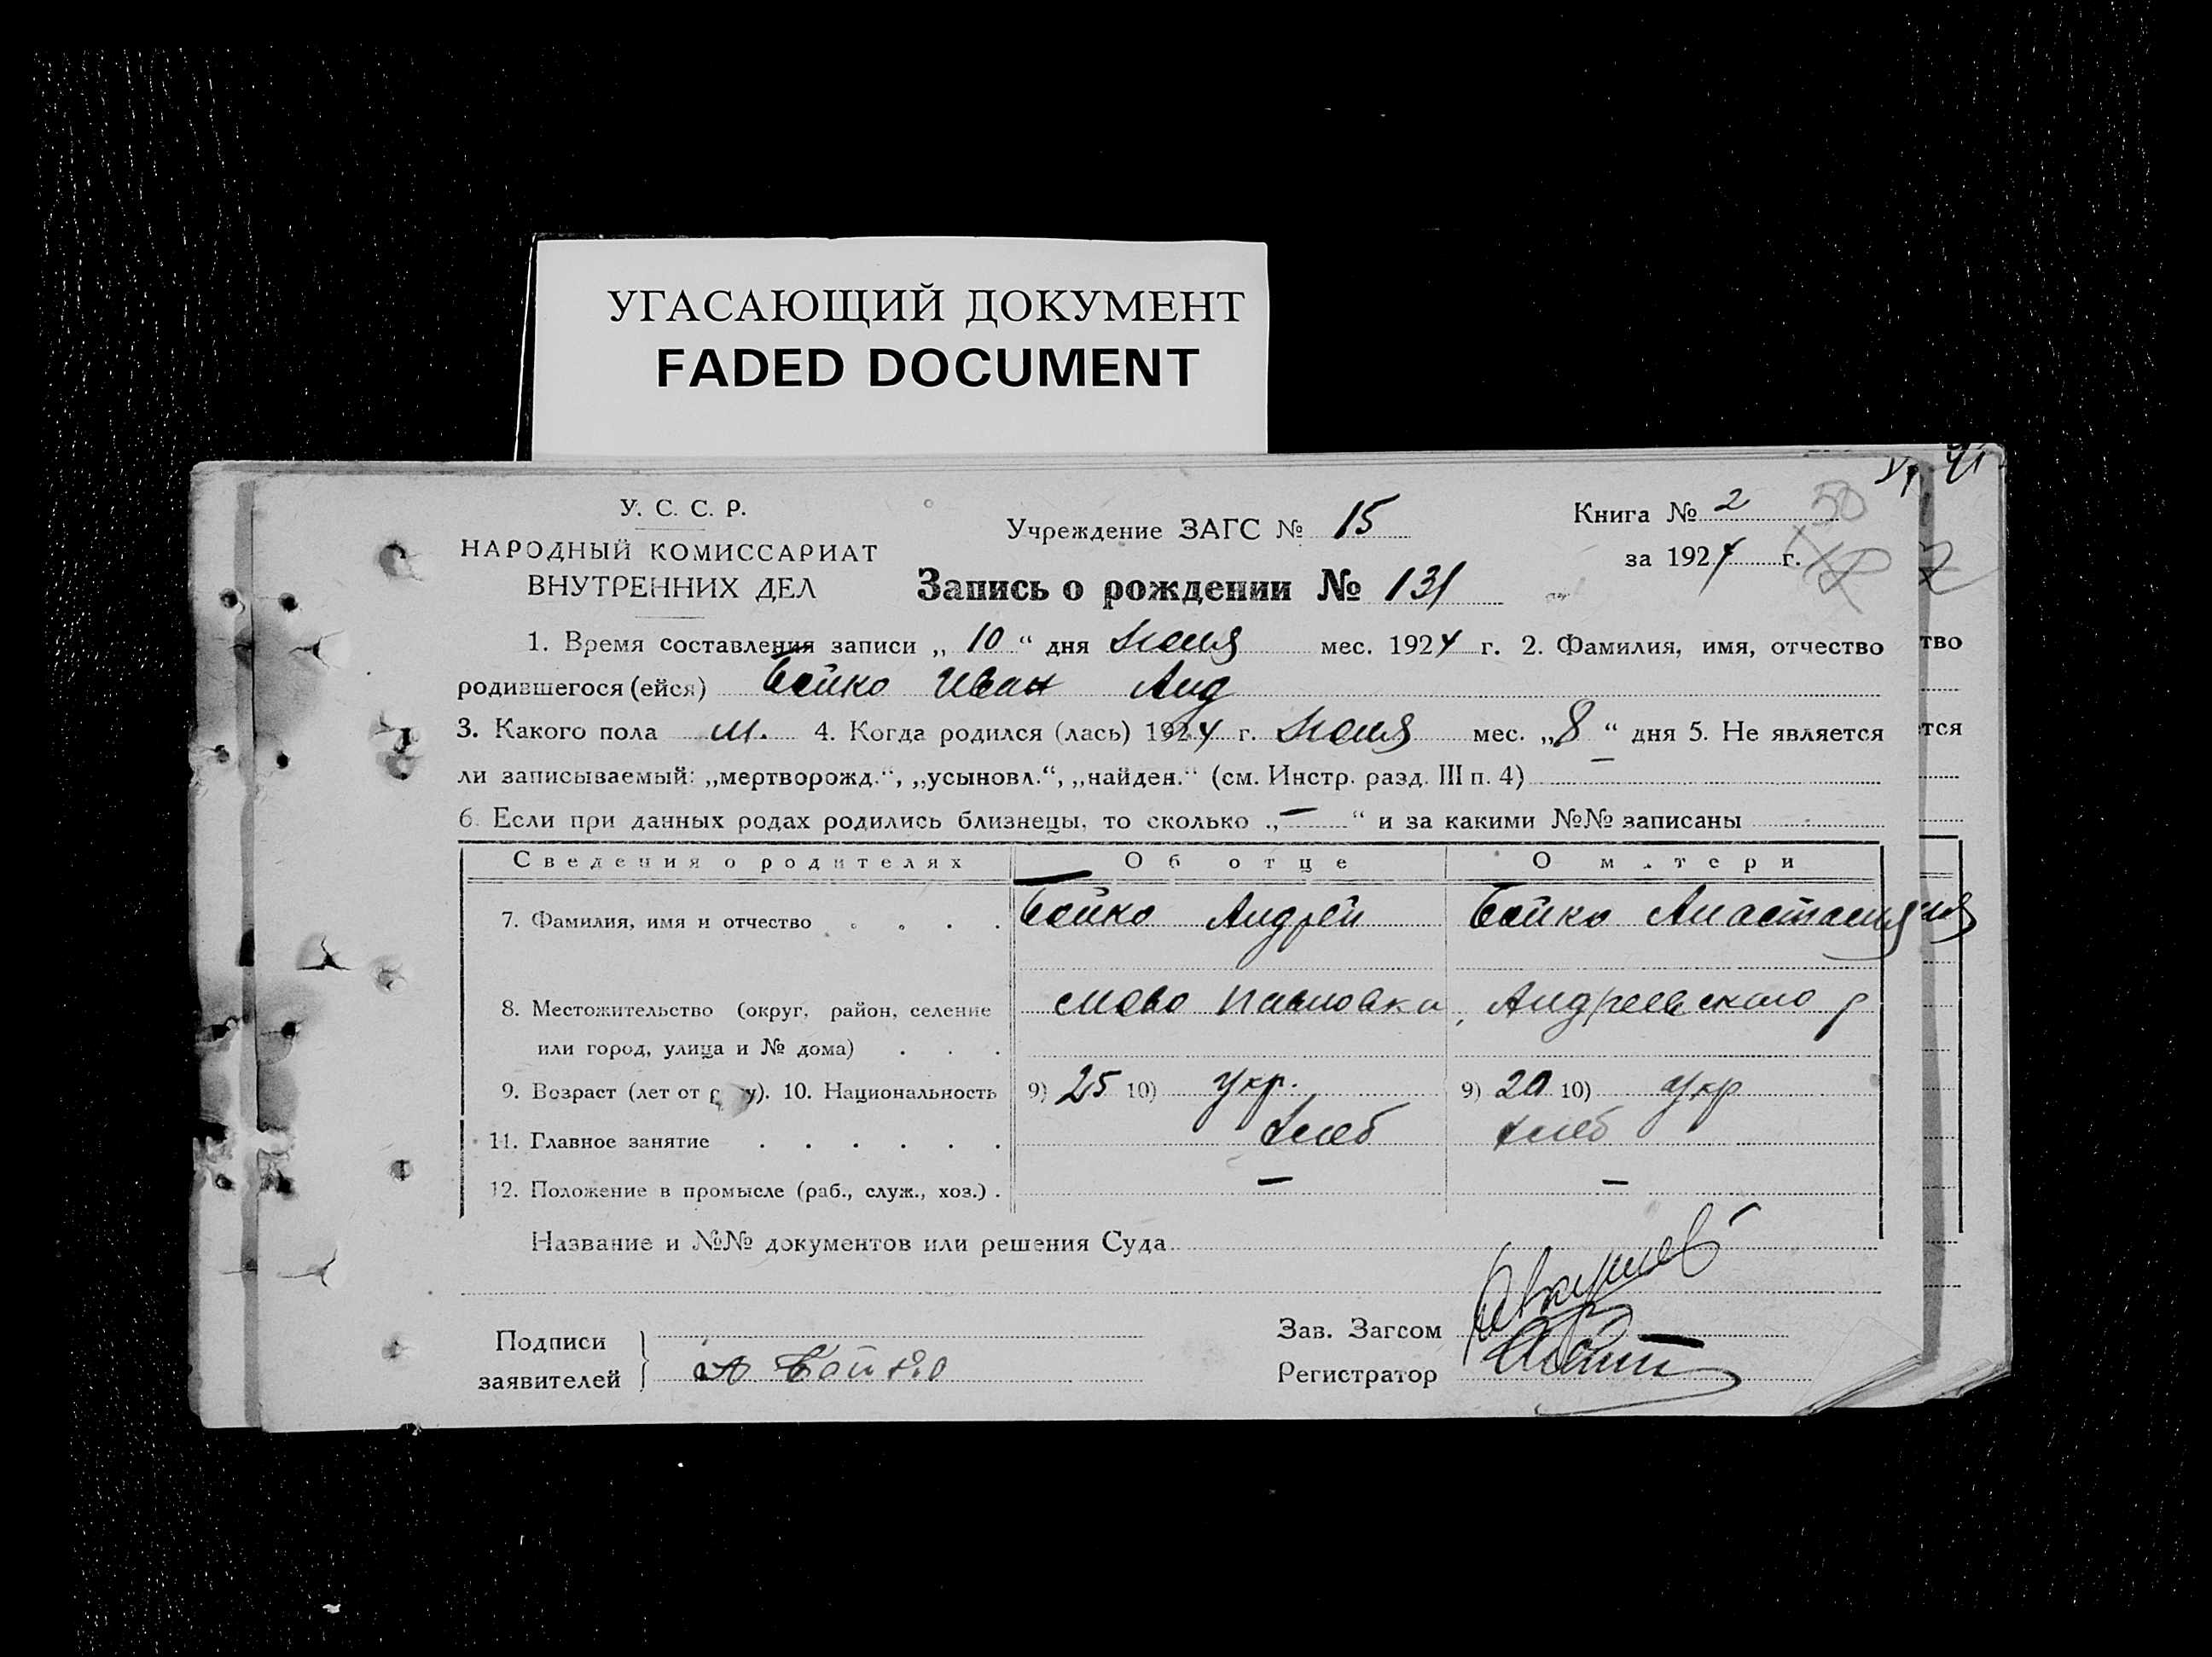 УГАСАЮЩИЙ ДОКУМЕНТ
FADED DOCUMENT
У. С. С. Р.
НАРОДНЫЙ КОМИССАРИАТ
ВНУТРЕННИХ ДЕЛ
Учреждение ЗАГС № 15
Книга № 2
50
за 1924 г.
Запись о рождении № 131
1. Время составления записи „ 10 “ дня июля мес. 1924 г. 2. Фамилия, имя, отчество
родившегося (ейся) Бойко Иван Анд
3. Какого пола м. 4. Когда родился (лась) 1924 г. июля мес. „ 8 “ дня 5. Не является
ли записываемый: „мертворожд.“, „усыновл.“, „найден.“ (см. Инстр. разд. III п. 4) —
6. Если при данных родах родились близнецы, то сколько „ — “ и за какими №№ записаны
Сведения о родителях Об отце О матери
7. Фамилия, имя и отчество . . . . Бойко Андрей Бойко Анастасия
8. Местожительство (округ, район, селение Павловка, Андреевского р
или город, улица и № дома) . . .
9. Возраст (лет от р у). 10. Национальность 9) 25 10) Укр. 9) 20 10) Укр
11. Главное занятие . . . . . . Хлеб Хлеб
12. Положение в промысле (раб., служ., хоз.) . — —
Название и №№ документов или решения Суда
Подписи
заявителей
А Бойко
Зав. Загсом
Регистратор
тво
тся